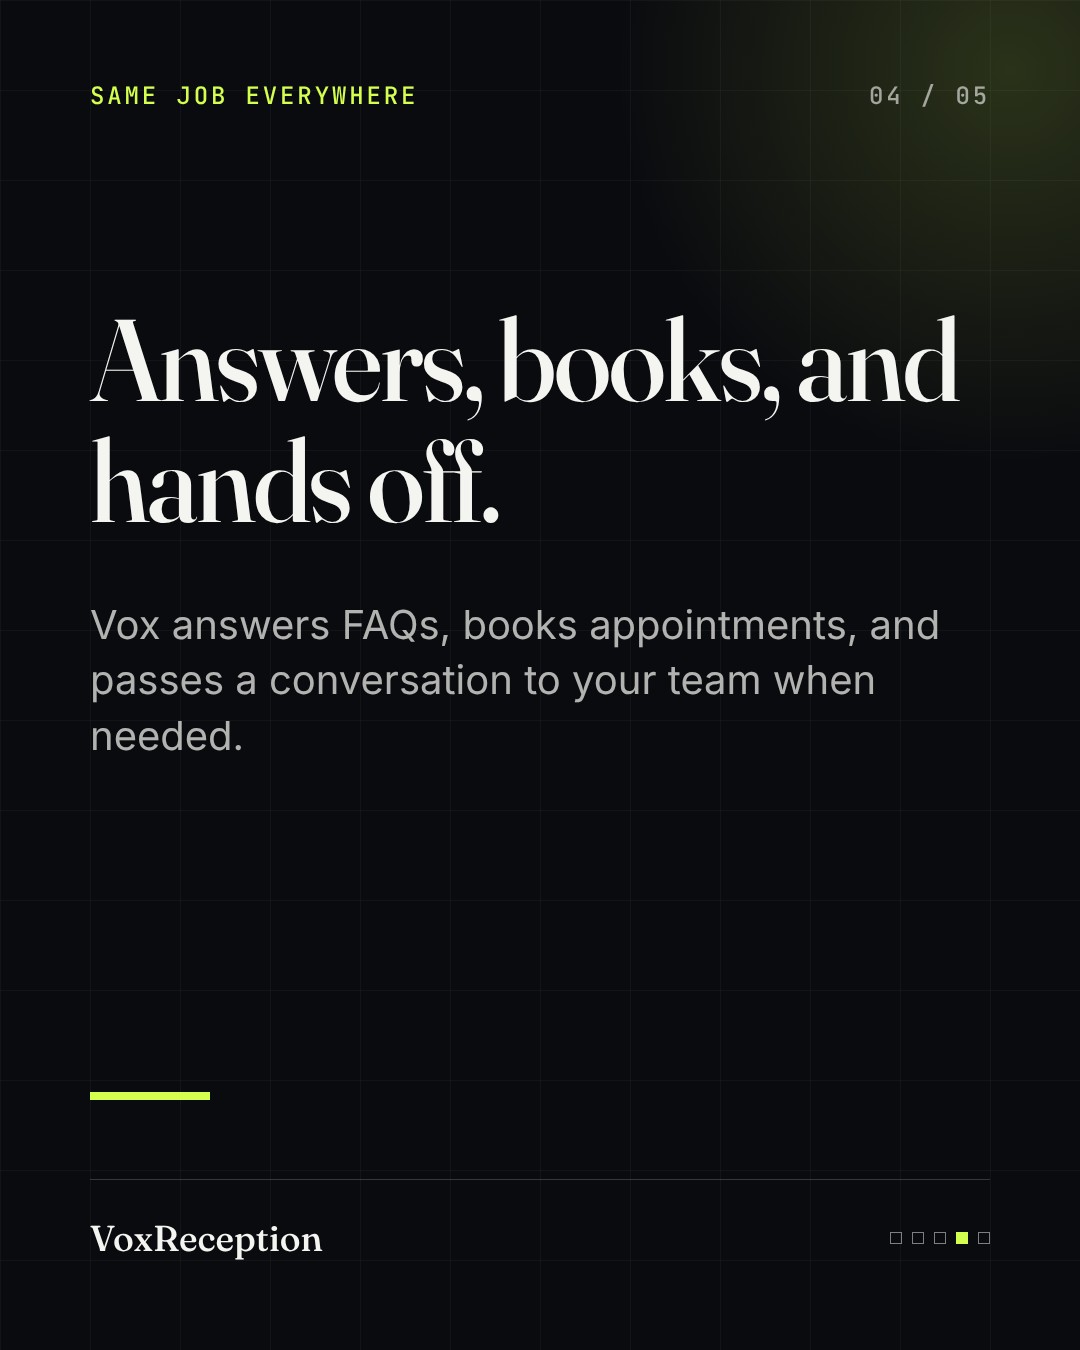 SAME JOB EVERYWHERE
04 / 05
Answers, books, and
hands off.
Vox answers FAQs, books appointments, and
passes a conversation to your team when
needed.
VoxReception